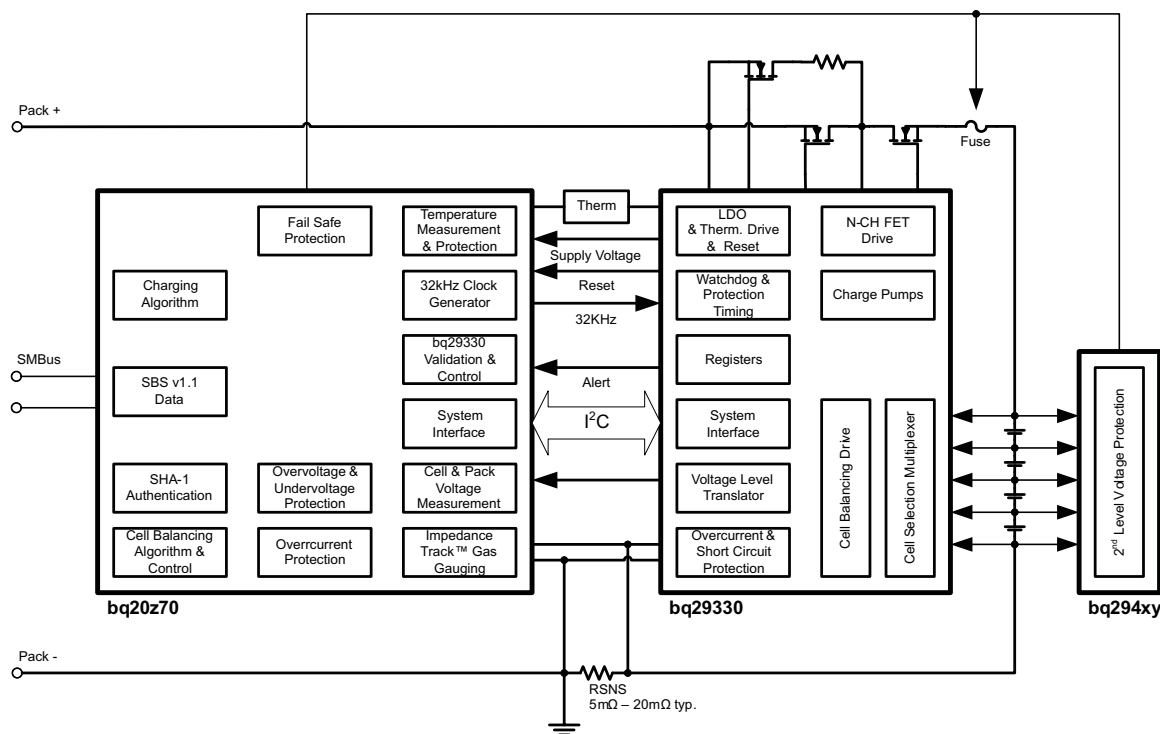 Pack +
Fuse
Fail Safe
Protection
Temperature
Measurement
& Protection
Therm
LDO
& Therm. Drive
& Reset
N-CH FET
Drive
Supply Voltage
Charging
Algorithm
32kHz Clock
Generator
Reset
32KHz
Watchdog &
Protection
Timing
Charge Pumps
SMBus
SBS v1.1
Data
bq29330
Validation &
Control
Alert
Registers
System
Interface
I²C
System
Interface
Cell Balancing Drive
Cell Selection Multiplexer
2nd Level Voltage Protection
SHA-1
Authentication
Overvoltage &
Undervoltage
Protection
Cell & Pack
Voltage
Measurement
Voltage Level
Translator
Cell Balancing
Algorithm &
Control
Overrcurrent
Protection
Impedance
Track™ Gas
Gauging
Overcurrent &
Short Circuit
Protection
bq20z70
bq29330
bq294xy
Pack -
RSNS
5mΩ – 20mΩ typ.